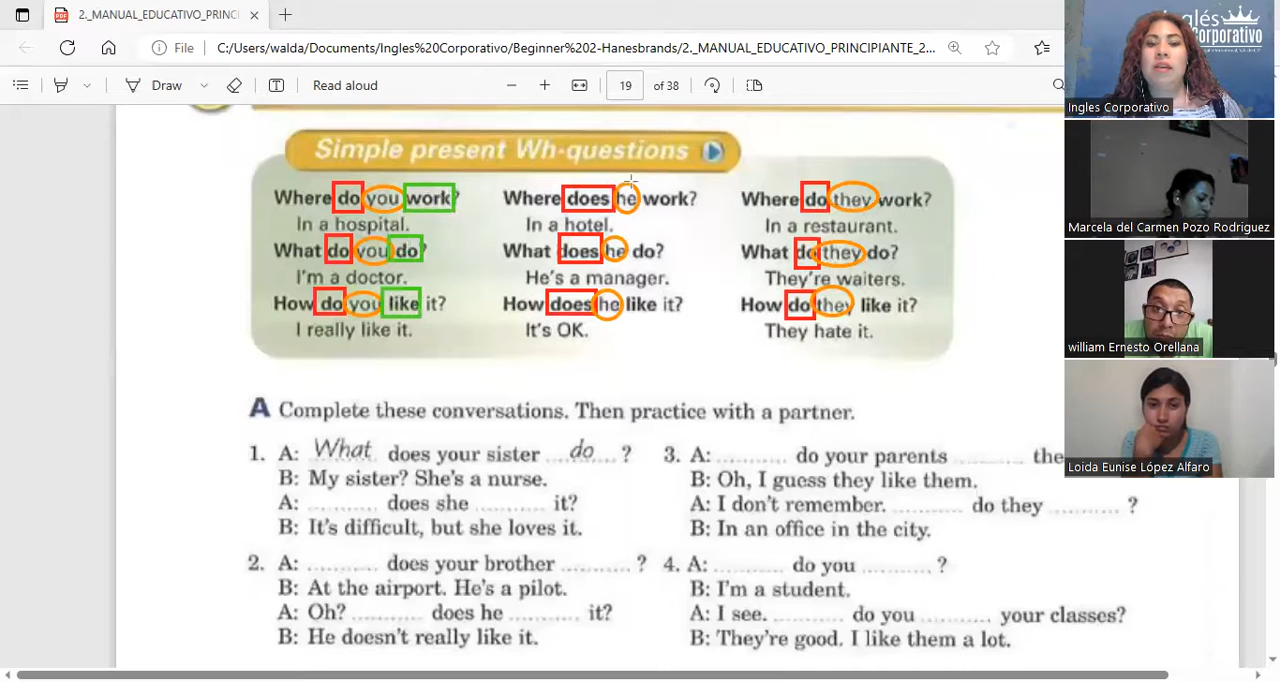 2._MANUAL_EDUCATIVO_PRINCI
File C:/Users/walda/Documents/Ingles%20Corporativo/Beginner%202-Hanesbrands/2._MANUAL_EDUCATIVO_PRINCIPIANTE_2...
Draw Read aloud 19 of 38
Inglés
Corporativo
Ingles Corporativo
Marcela del Carmen Pozo Rodriguez
william Ernesto Orellana
Loida Eunise López Alfaro
Simple present Wh-questions
Where do you work? Where does he work? Where do they work?
In a hospital. In a hotel. In a restaurant.
What do you do? What does he do? What do they do?
I'm a doctor. He's a manager. They're waiters.
How do you like it? How does he like it? How do they like it?
I really like it. It's OK. They hate it.
A Complete these conversations. Then practice with a partner.
1. A: What does your sister do ?
B: My sister? She's a nurse.
A: .......... does she .......... it?
B: It's difficult, but she loves it.
2. A: .......... does your brother .......... ?
B: At the airport. He's a pilot.
A: Oh? .......... does he .......... it?
B: He doesn't really like it.
3. A: .......... do your parents .......... the
B: Oh, I guess they like them.
A: I don't remember. .......... do they .......... ?
B: In an office in the city.
4. A: .......... do you .......... ?
B: I'm a student.
A: I see. .......... do you .......... your classes?
B: They're good. I like them a lot.